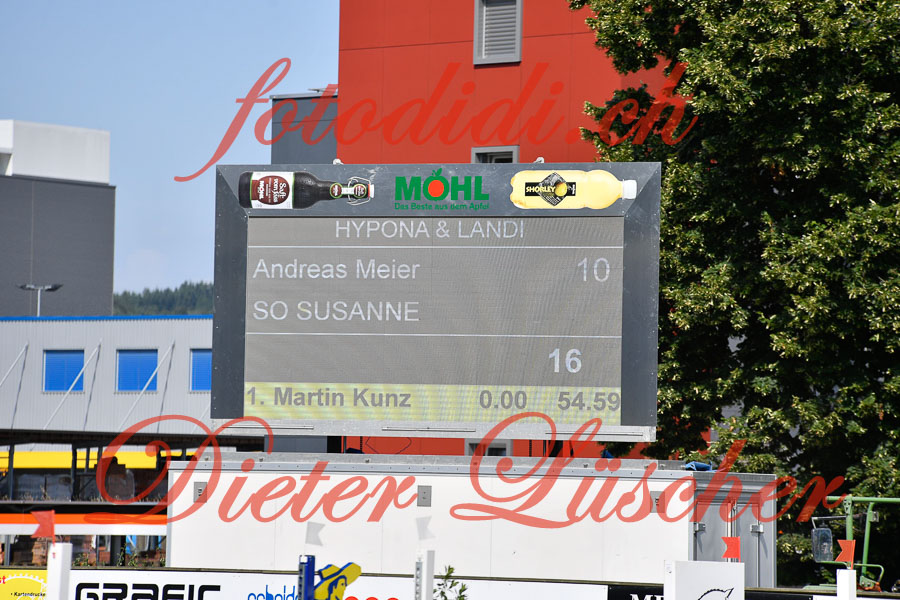 fotodidi.ch
MÖHL
Das Beste aus dem Apfel
SHORLEY
HYPONA & LANDI
Andreas Meier 10
SO SUSANNE
16
1. Martin Kunz 0.00 54.59
Dieter Lüscher
GRAFIC